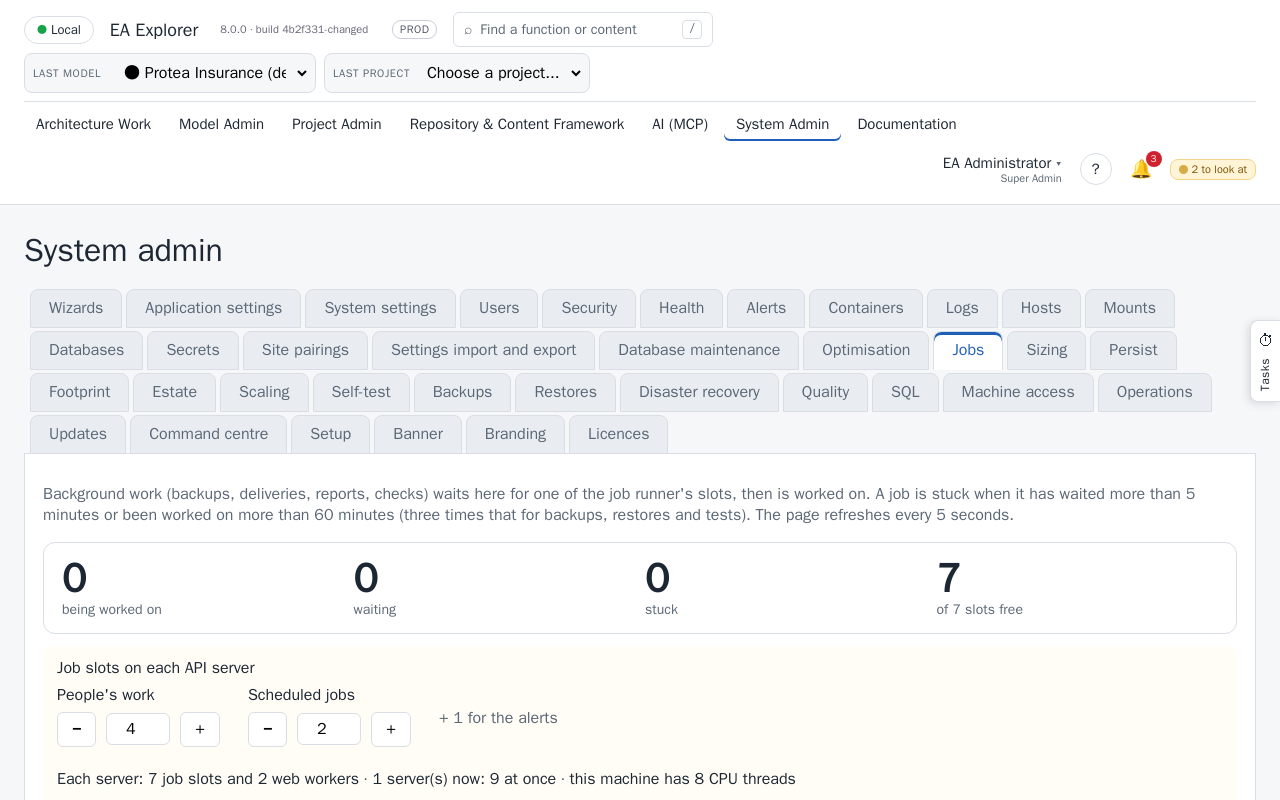 Local
EA Explorer
8.0.0 · build 4b2f331-changed
PROD
Find a function or content
/
LAST MODEL
Protea Insurance (de
LAST PROJECT
Choose a project...
Architecture Work
Model Admin
Project Admin
Repository & Content Framework
AI (MCP)
System Admin
Documentation
EA Administrator
Super Admin
?
3
2 to look at
System admin
Wizards
Application settings
System settings
Users
Security
Health
Alerts
Containers
Logs
Hosts
Mounts
Databases
Secrets
Site pairings
Settings import and export
Database maintenance
Optimisation
Jobs
Sizing
Persist
Footprint
Estate
Scaling
Self-test
Backups
Restores
Disaster recovery
Quality
SQL
Machine access
Operations
Updates
Command centre
Setup
Banner
Branding
Licences
Tasks
Background work (backups, deliveries, reports, checks) waits here for one of the job runner's slots, then is worked on. A job is stuck when it has waited more than 5
minutes or been worked on more than 60 minutes (three times that for backups, restores and tests). The page refreshes every 5 seconds.
0
being worked on
0
waiting
0
stuck
7
of 7 slots free
Job slots on each API server
People's work
Scheduled jobs
− 4 +
− 2 +
+ 1 for the alerts
Each server: 7 job slots and 2 web workers · 1 server(s) now: 9 at once · this machine has 8 CPU threads